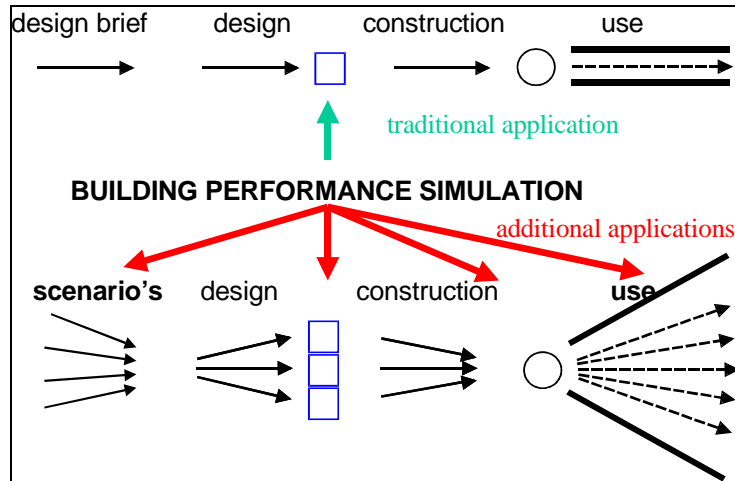 design brief design construction use
traditional application
BUILDING PERFORMANCE SIMULATION
additional applications
scenario's design construction use